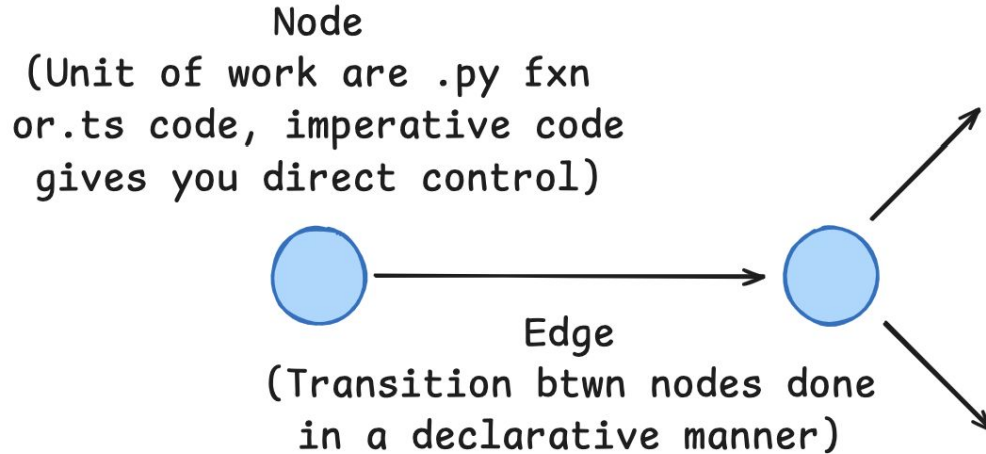 Node
(Unit of work are .py fxn
or.ts code, imperative code
gives you direct control)
Edge
(Transition btwn nodes done
in a declarative manner)